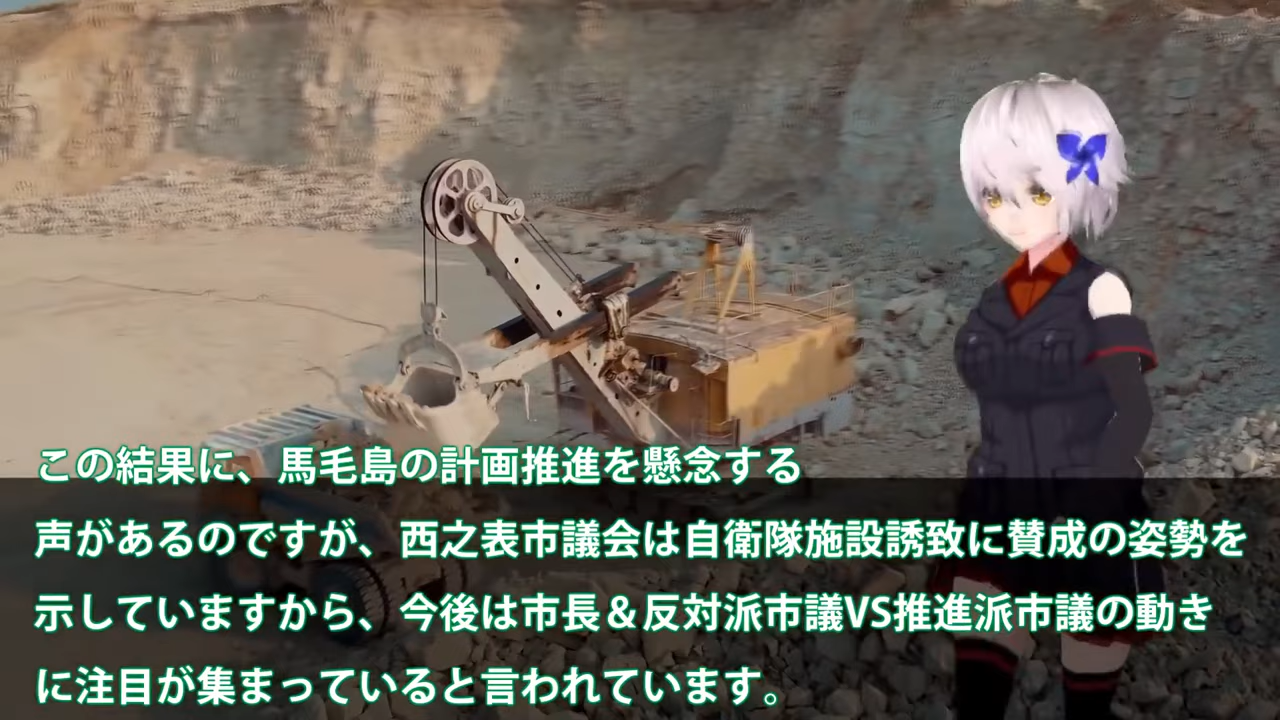 この結果に、馬毛島の計画推進を懸念する
声があるのですが、西之表市議会は自衛隊施設誘致に賛成の姿勢を
示していますから、今後は市長＆反対派市議VS推進派市議の動き
に注目が集まっていると言われています。